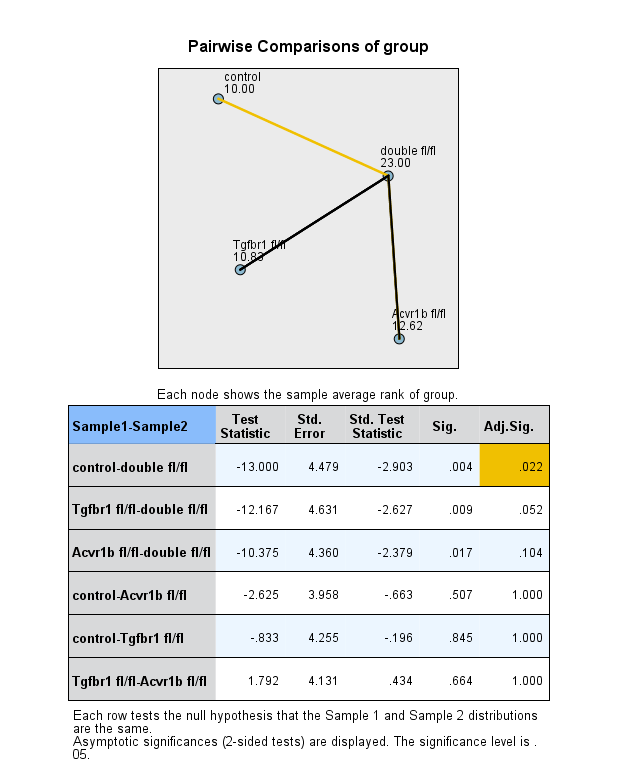 Pairwise Comparisons of group
control
10.00
double fl/fl
23.00
Tgfbr1 fl/fl
10.83
Acvr1b fl/fl
12.62
Each node shows the sample average rank of group.
Sample1-Sample2 Test Statistic Std. Error Std. Test Statistic Sig. Adj.Sig.
control-double fl/fl -13.000 4.479 -2.903 .004 .022
Tgfbr1 fl/fl-double fl/fl -12.167 4.631 -2.627 .009 .052
Acvr1b fl/fl-double fl/fl -10.375 4.360 -2.379 .017 .104
control-Acvr1b fl/fl -2.625 3.958 -.663 .507 1.000
control-Tgfbr1 fl/fl -.833 4.255 -.196 .845 1.000
Tgfbr1 fl/fl-Acvr1b fl/fl 1.792 4.131 .434 .664 1.000
Each row tests the null hypothesis that the Sample 1 and Sample 2 distributions
are the same.
Asymptotic significances (2-sided tests) are displayed. The significance level is .
05.